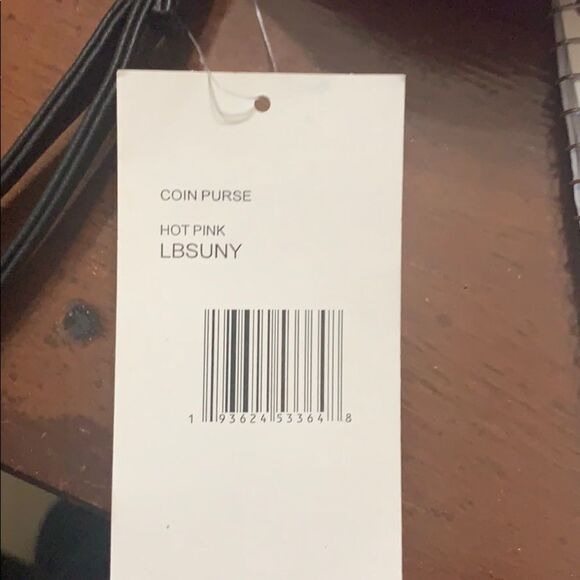 COIN PURSE
HOT PINK
LBSUNY
1 93624 53364 8